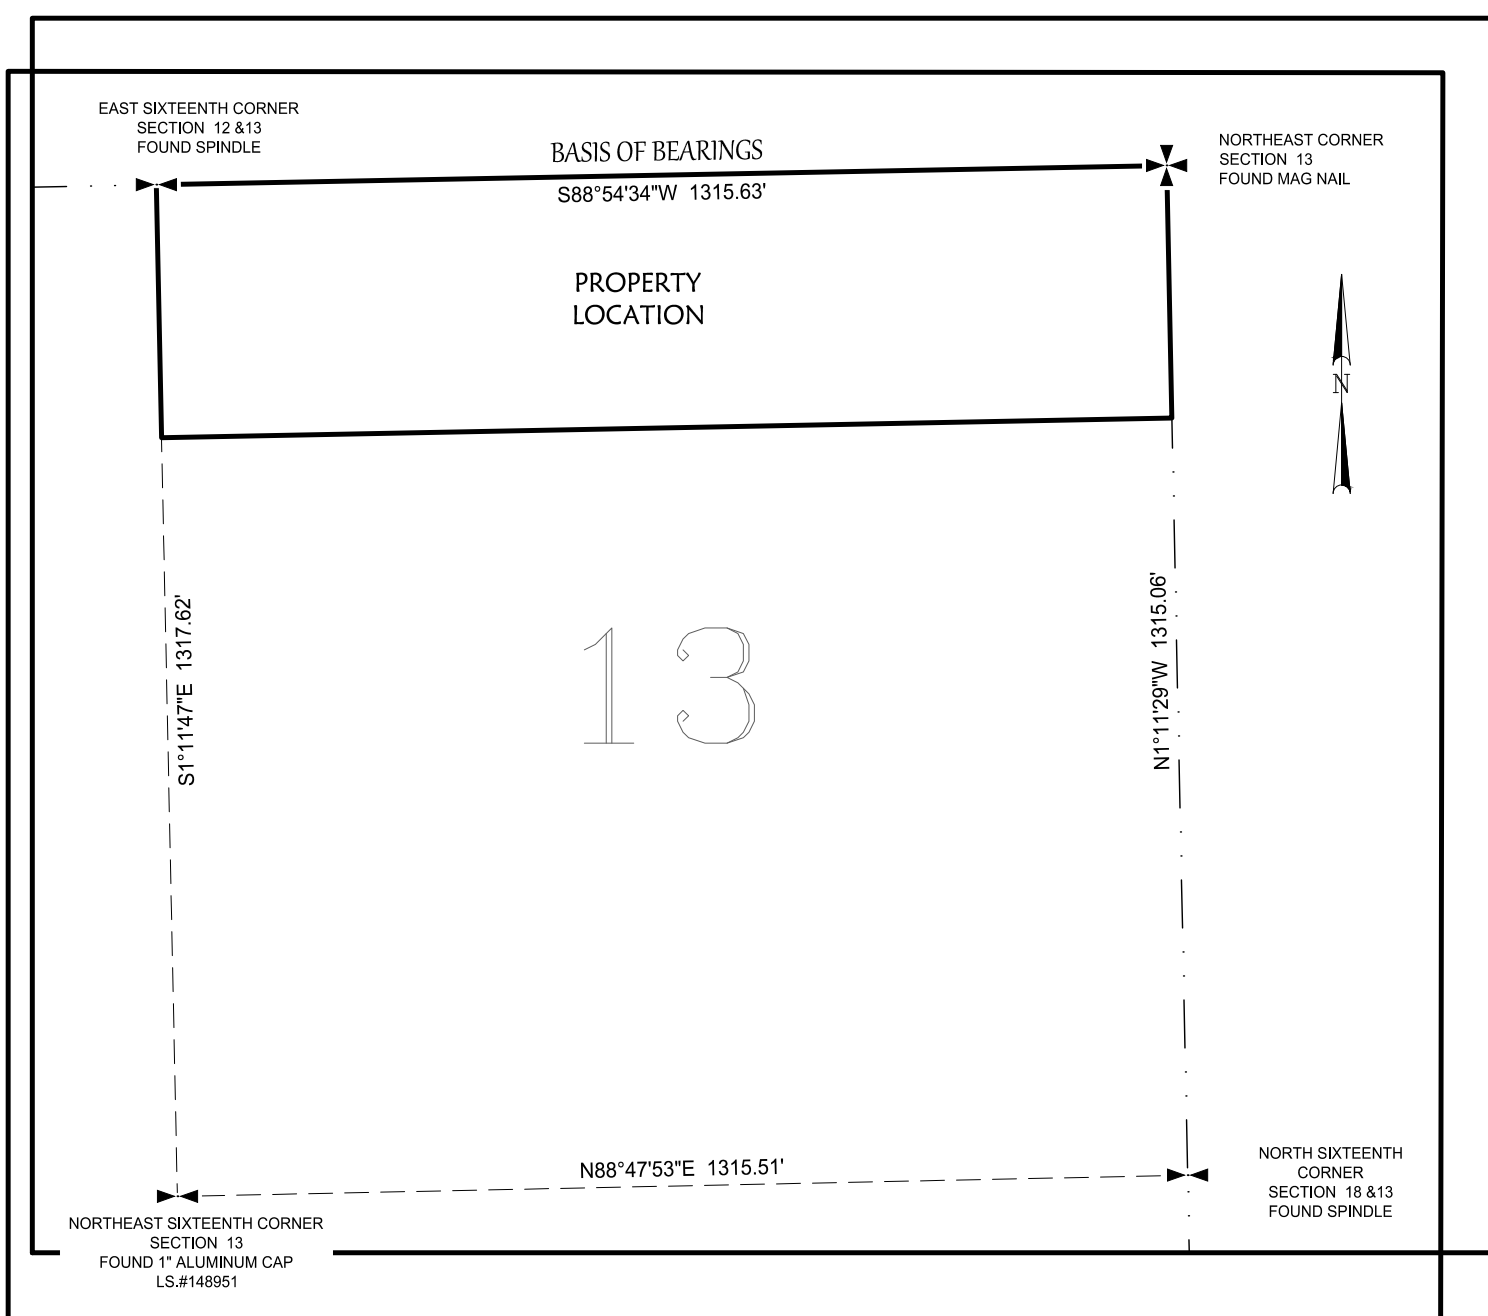 EAST SIXTEENTH CORNER
SECTION 12 &13
FOUND SPINDLE
BASIS OF BEARINGS
S88°54'34"W 1315.63'
NORTHEAST CORNER
SECTION 13
FOUND MAG NAIL
PROPERTY
LOCATION
N
S1°11'47"E 1317.62'
13
N1°11'29"W 1315.06'
N88°47'53"E 1315.51'
NORTH SIXTEENTH
CORNER
SECTION 18 &13
FOUND SPINDLE
NORTHEAST SIXTEENTH CORNER
SECTION 13
FOUND 1" ALUMINUM CAP
LS.#148951